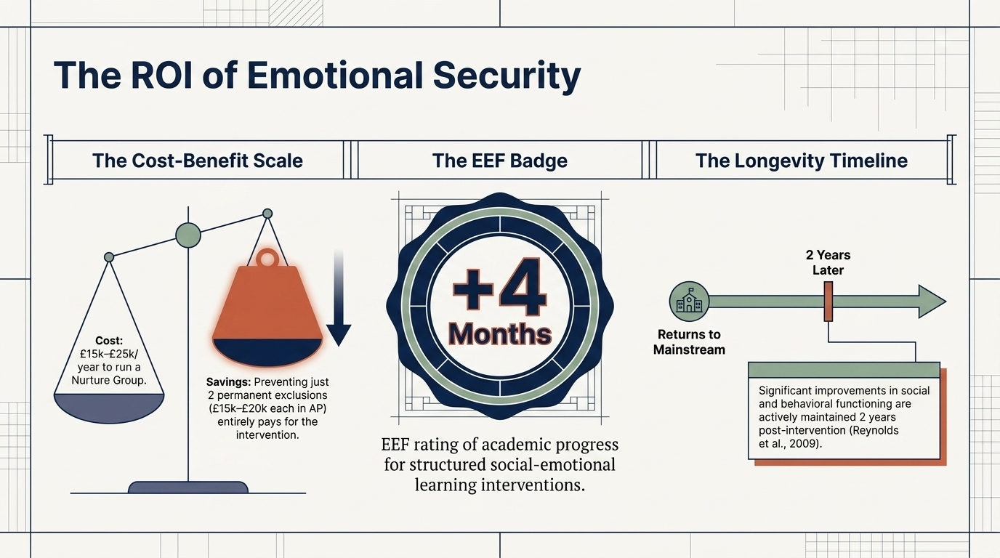 The ROI of Emotional Security
The Cost-Benefit Scale
The EEF Badge
The Longevity Timeline
Cost:
£15k–£25k/
year to run a
Nurture Group.
Savings: Preventing just
2 permanent exclusions
(£15k–£20k each in AP)
entirely pays for the
intervention.
+4
Months
EEF rating of academic progress
for structured social-emotional
learning interventions.
2 Years
Later
Returns to
Mainstream
Significant improvements in social
and behavioral functioning are
actively maintained 2 years
post-intervention (Reynolds
et al., 2009).